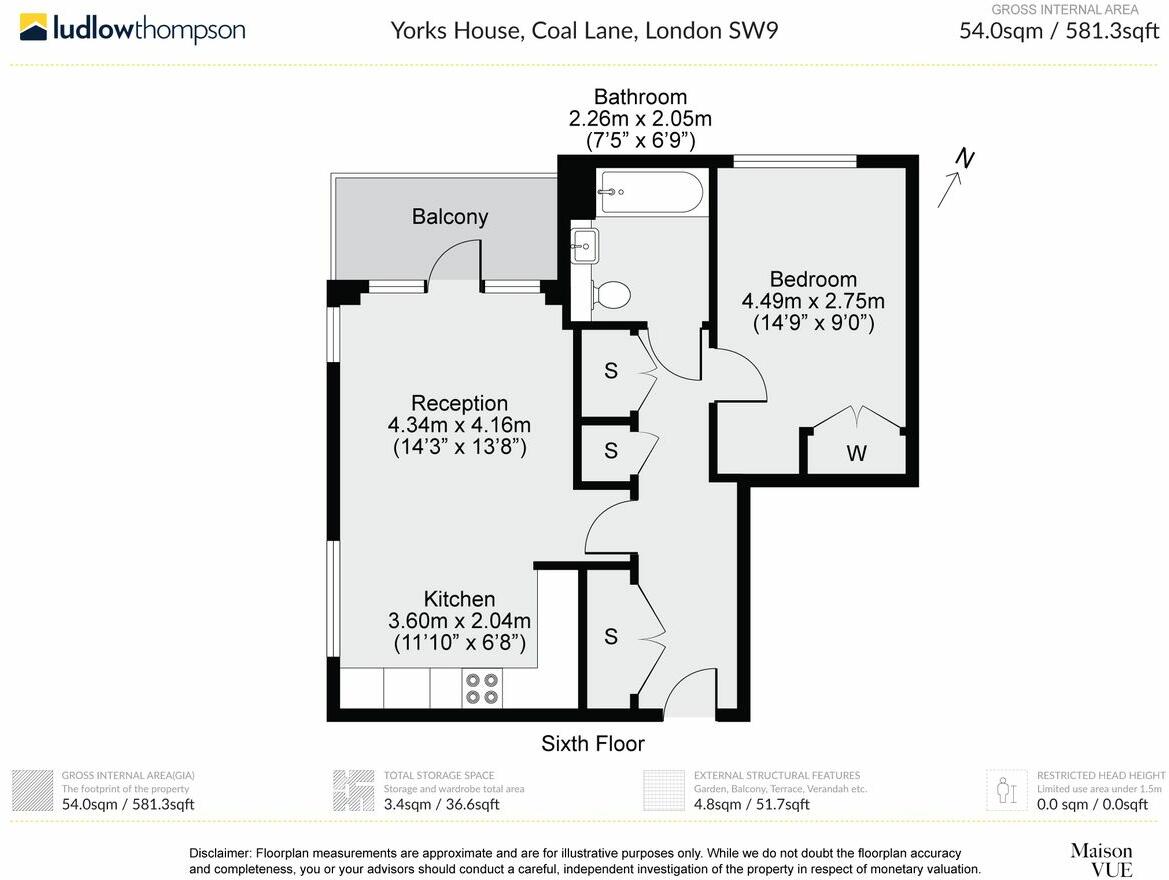 ludlowthompson
Yorks House, Coal Lane, London SW9
GROSS INTERNAL AREA
54.0sqm / 581.3sqft
Bathroom
2.26m x 2.05m
(7'5" x 6'9")
N
Balcony
Bedroom
4.49m x 2.75m
(14'9" x 9'0")
S
Reception
4.34m x 4.16m
(14'3" x 13'8")
S
W
Kitchen
3.60m x 2.04m
(11'10" x 6'8")
S
Sixth Floor
GROSS INTERNAL AREA(GIA)
The footprint of the property
54.0sqm / 581.3sqft
TOTAL STORAGE SPACE
Storage and wardrobe total area
3.4sqm / 36.6sqft
EXTERNAL STRUCTURAL FEATURES
Garden, Balcony, Terrace, Verandah etc.
4.8sqm / 51.7sqft
RESTRICTED HEAD HEIGHT
Limited use area under 1.5m
0.0 sqm / 0.0sqft
Disclaimer: Floorplan measurements are approximate and are for illustrative purposes only. While we do not doubt the floorplan accuracy
and completeness, you or your advisors should conduct a careful, independent investigation of the property in respect of monetary valuation.
Maison
VUE